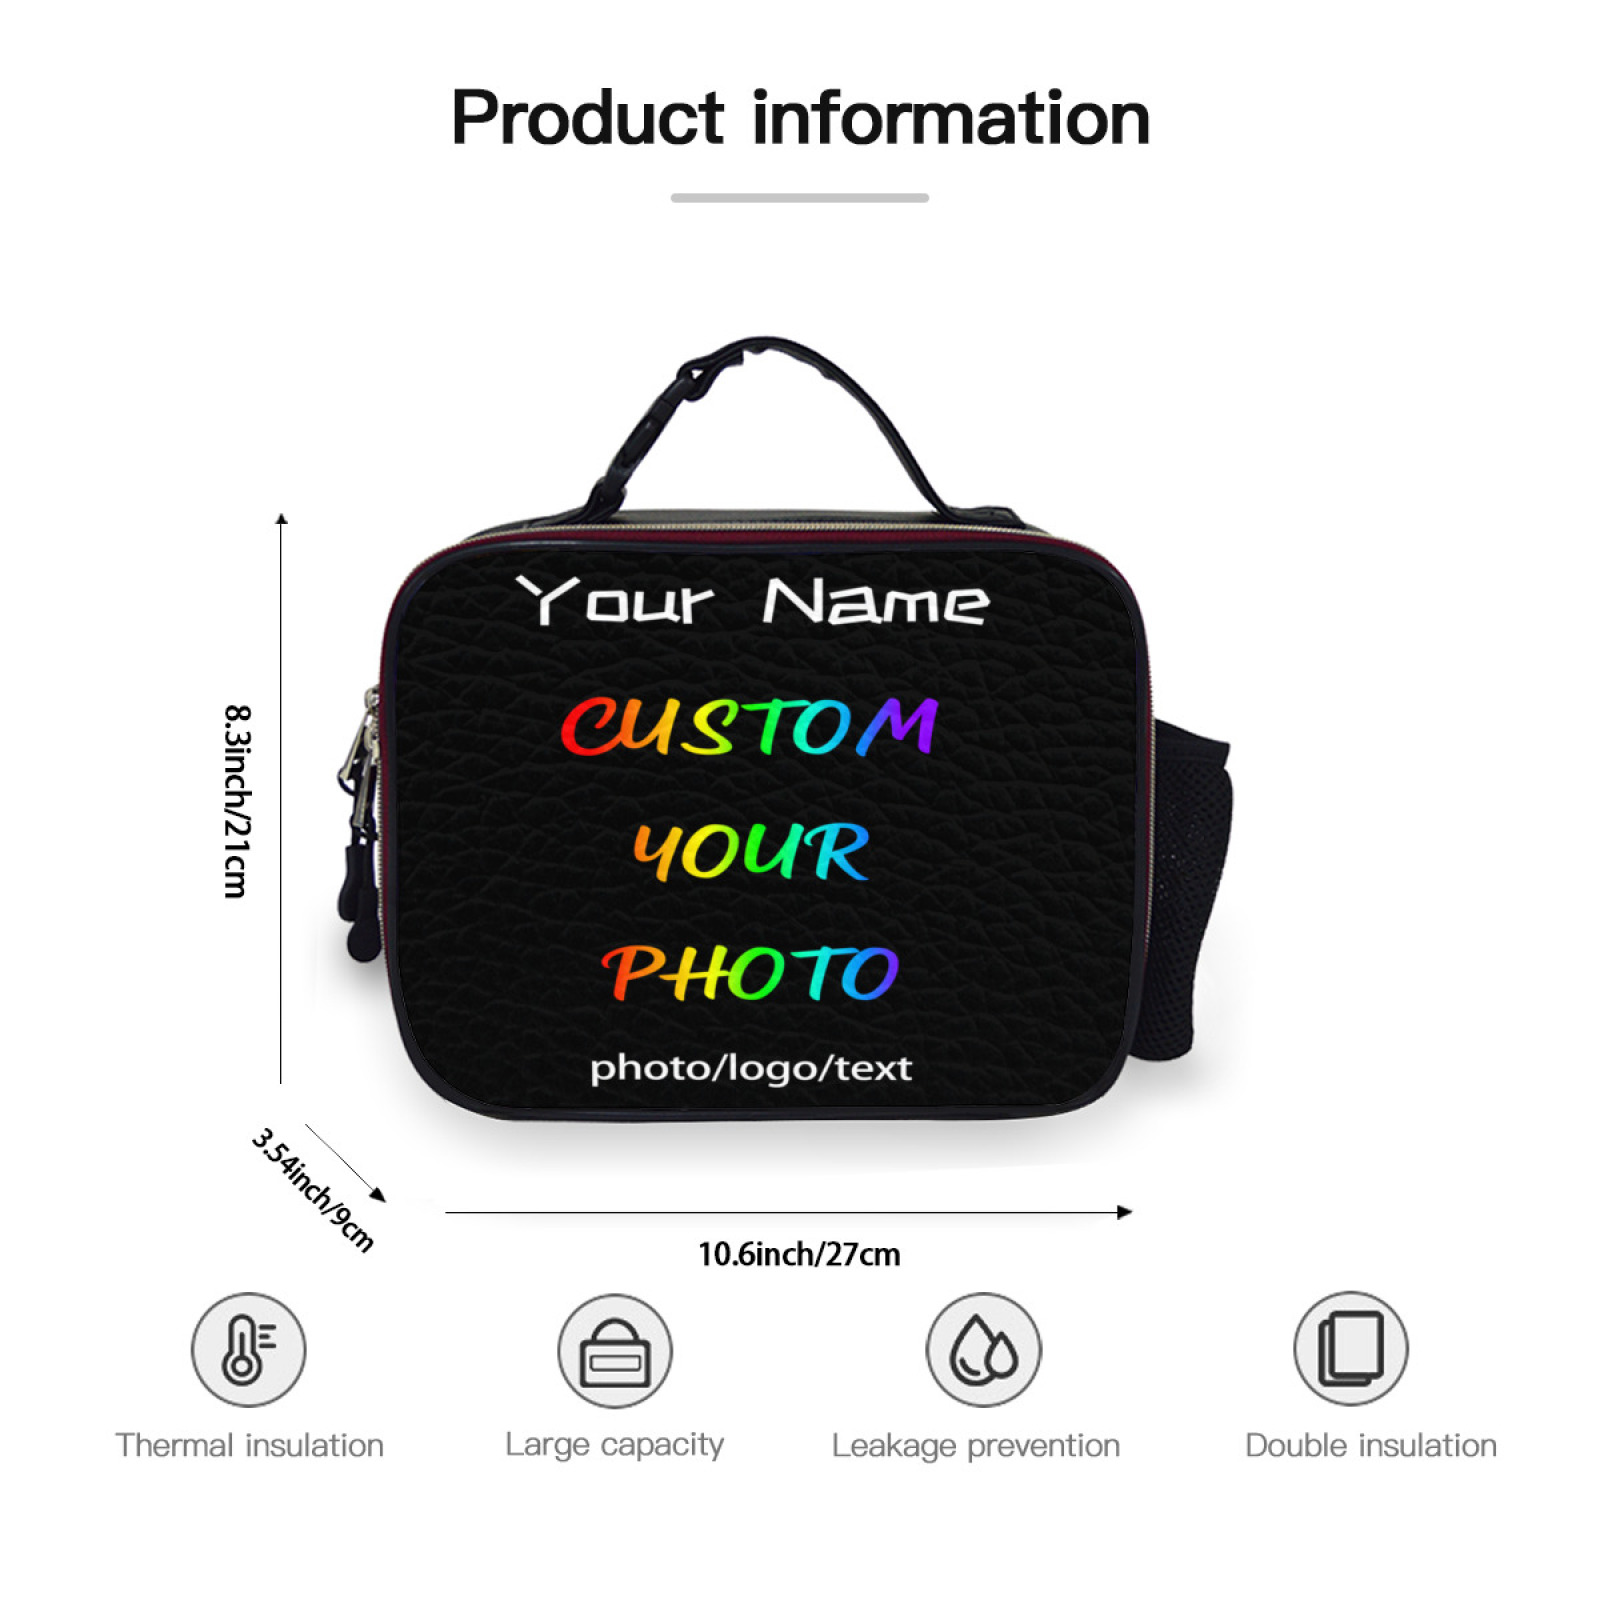 Product information
Your Name
CUSTOM
YOUR
PHOTO
photo/logo/text
8.3inch/21cm
3.54inch/9cm
10.6inch/27cm
Thermal insulation
Large capacity
Leakage prevention
Double insulation